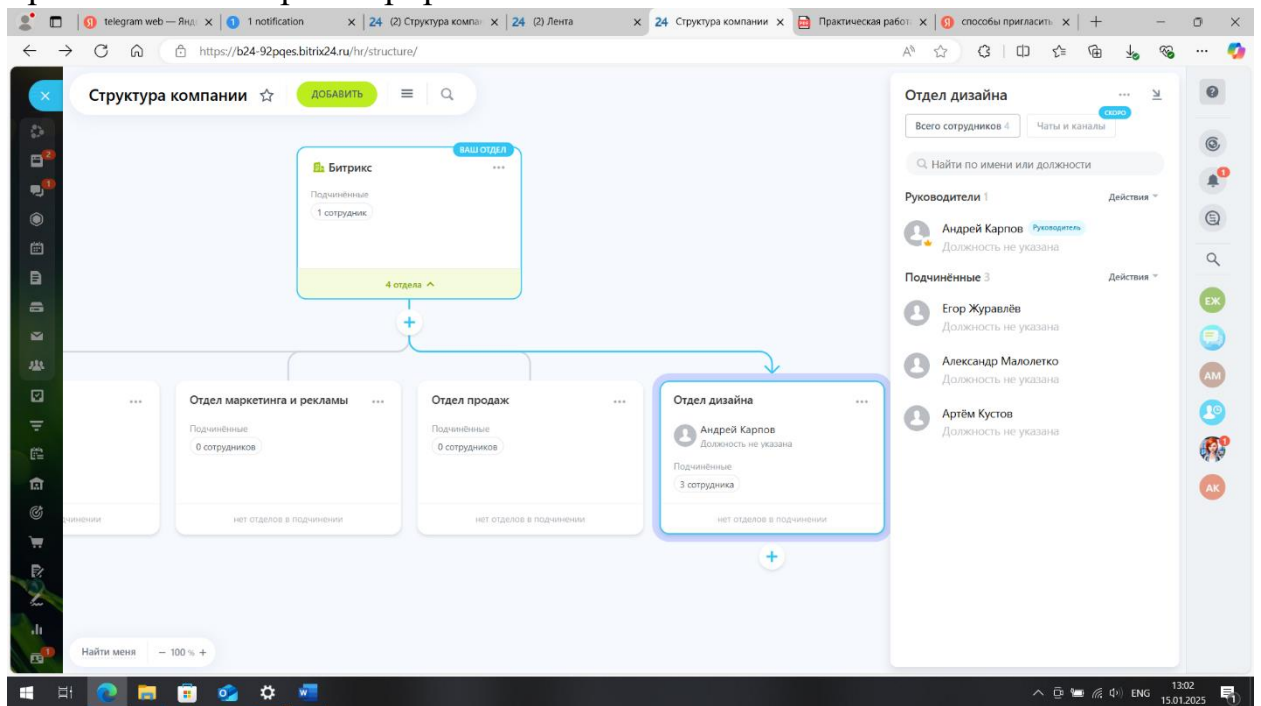 telegram web — Янд
1 notification
24 (2) Структура компан
24 (2) Лента
24 Структура компании
Практическая работ
способы пригласить
https://b24-92pqes.bitrix24.ru/hr/structure/
Структура компании
ДОБАВИТЬ
ВАШ ОТДЕЛ
Битрикс
Подчинённые
1 сотрудник
4 отдела
Отдел маркетинга и рекламы
Подчинённые
0 сотрудников
нет отделов в подчинении
Отдел продаж
Подчинённые
0 сотрудников
нет отделов в подчинении
Отдел дизайна
Андрей Карпов
Должность не указана
Подчинённые
3 сотрудника
нет отделов в подчинении
Найти меня
– 100 % +
Отдел дизайна
СКОРО
Всего сотрудников 4
Чаты и каналы
Найти по имени или должности
Руководители 1
Действия
Андрей Карпов Руководитель
Должность не указана
Подчинённые 3
Действия
Егор Журавлёв
Должность не указана
Александр Малолетко
Должность не указана
Артём Кустов
Должность не указана
ЕЖ
АМ
АК
ENG
13:02
15.01.2025